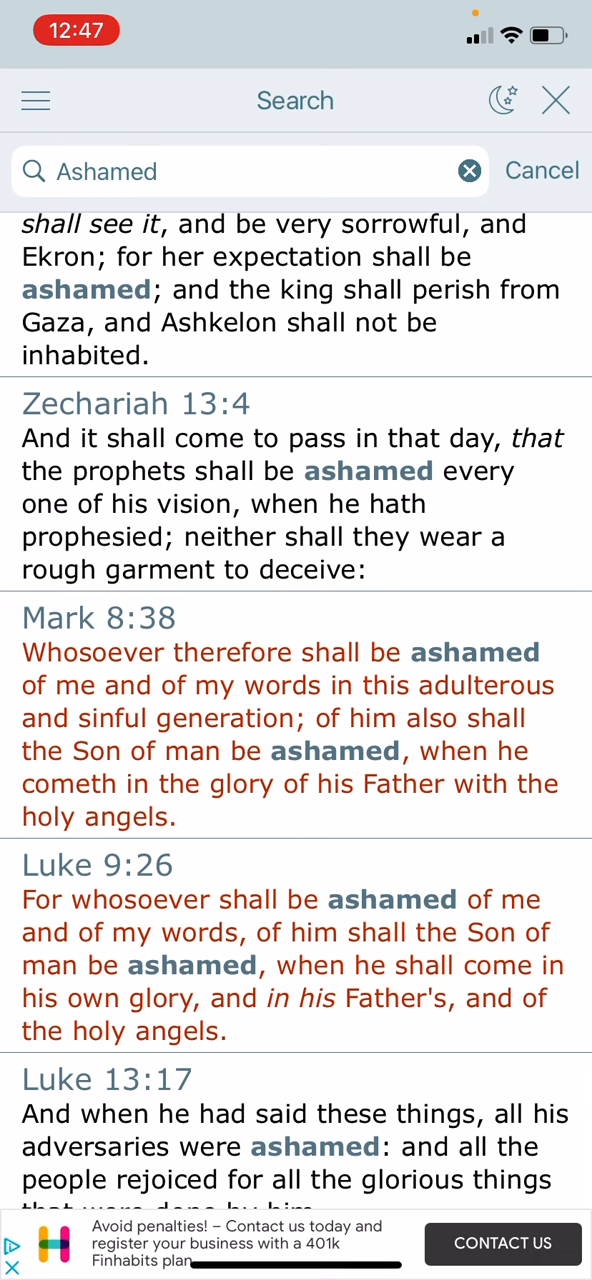 12:47
Search
Ashamed
Cancel
shall see it, and be very sorrowful, and
Ekron; for her expectation shall be
ashamed; and the king shall perish from
Gaza, and Ashkelon shall not be
inhabited.
Zechariah 13:4
And it shall come to pass in that day, that
the prophets shall be ashamed every
one of his vision, when he hath
prophesied; neither shall they wear a
rough garment to deceive:
Mark 8:38
Whosoever therefore shall be ashamed
of me and of my words in this adulterous
and sinful generation; of him also shall
the Son of man be ashamed, when he
cometh in the glory of his Father with the
holy angels.
Luke 9:26
For whosoever shall be ashamed of me
and of my words, of him shall the Son of
man be ashamed, when he shall come in
his own glory, and in his Father's, and of
the holy angels.
Luke 13:17
And when he had said these things, all his
adversaries were ashamed: and all the
people rejoiced for all the glorious things
that were done by him.
Avoid penalties! – Contact us today and
register your business with a 401k
Finhabits plan
CONTACT US